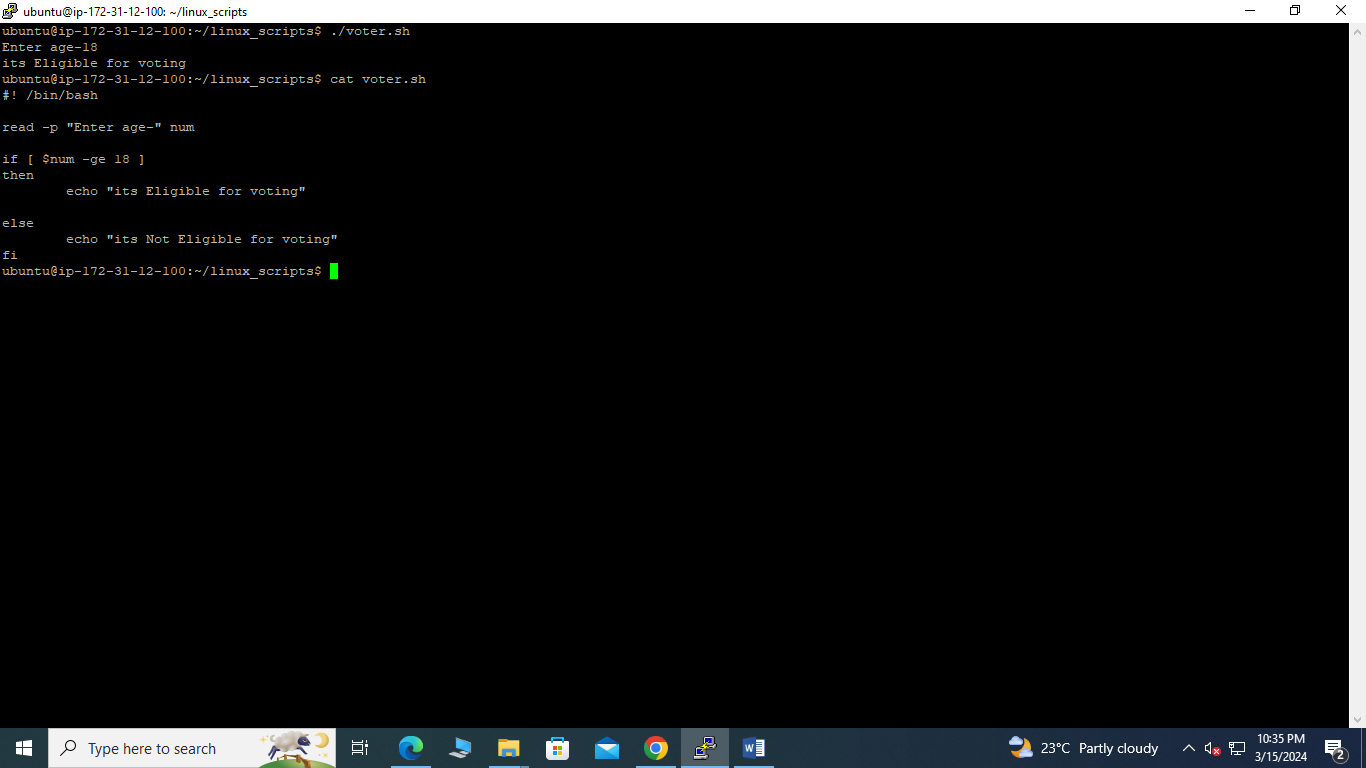 ubuntu@ip-172-31-12-100: ~/linux_scripts
ubuntu@ip-172-31-12-100:~/linux_scripts$ ./voter.sh
Enter age-18
its Eligible for voting
ubuntu@ip-172-31-12-100:~/linux_scripts$ cat voter.sh
#! /bin/bash
read -p "Enter age-" num
if [ $num -ge 18 ]
then
echo "its Eligible for voting"
else
echo "its Not Eligible for voting"
fi
ubuntu@ip-172-31-12-100:~/linux_scripts$
Type here to search
23°C Partly cloudy
10:35 PM
3/15/2024
2